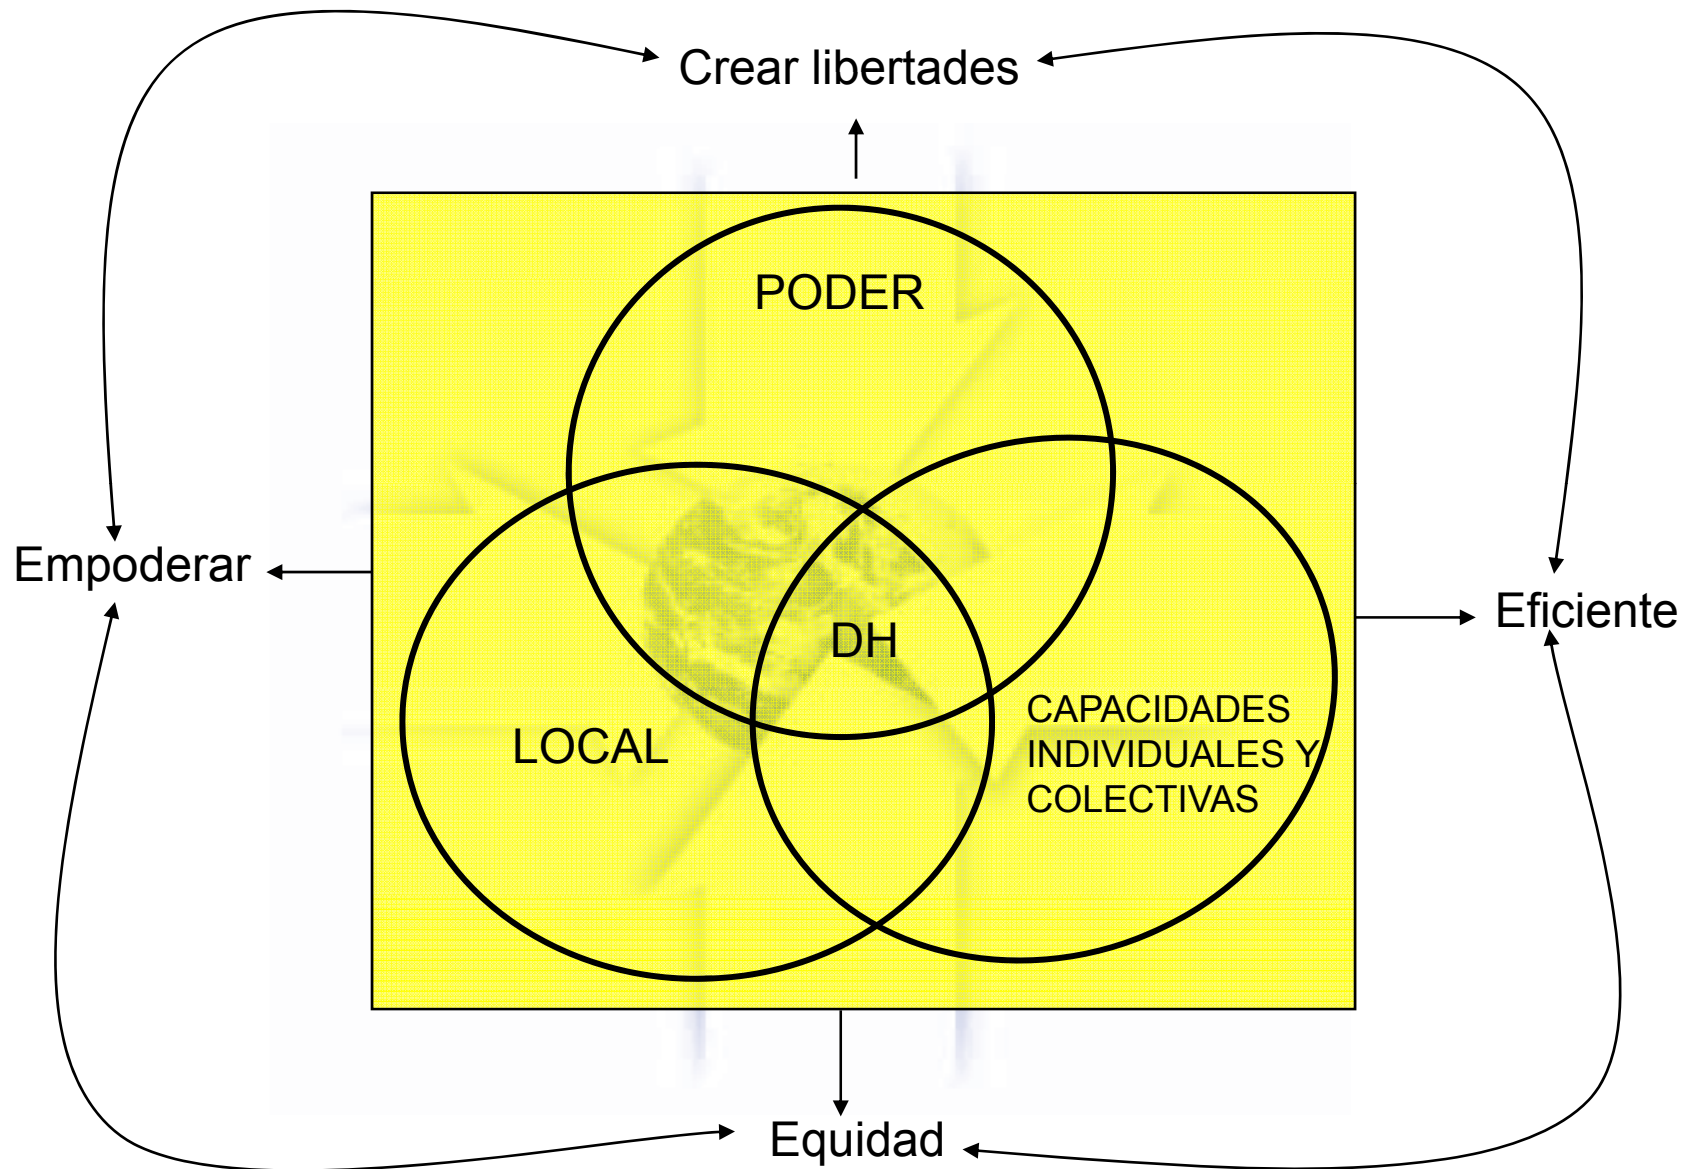 Crear libertades
PODER
Empoderar
Eficiente
DH
LOCAL
CAPACIDADES
INDIVIDUALES Y
COLECTIVAS
Equidad